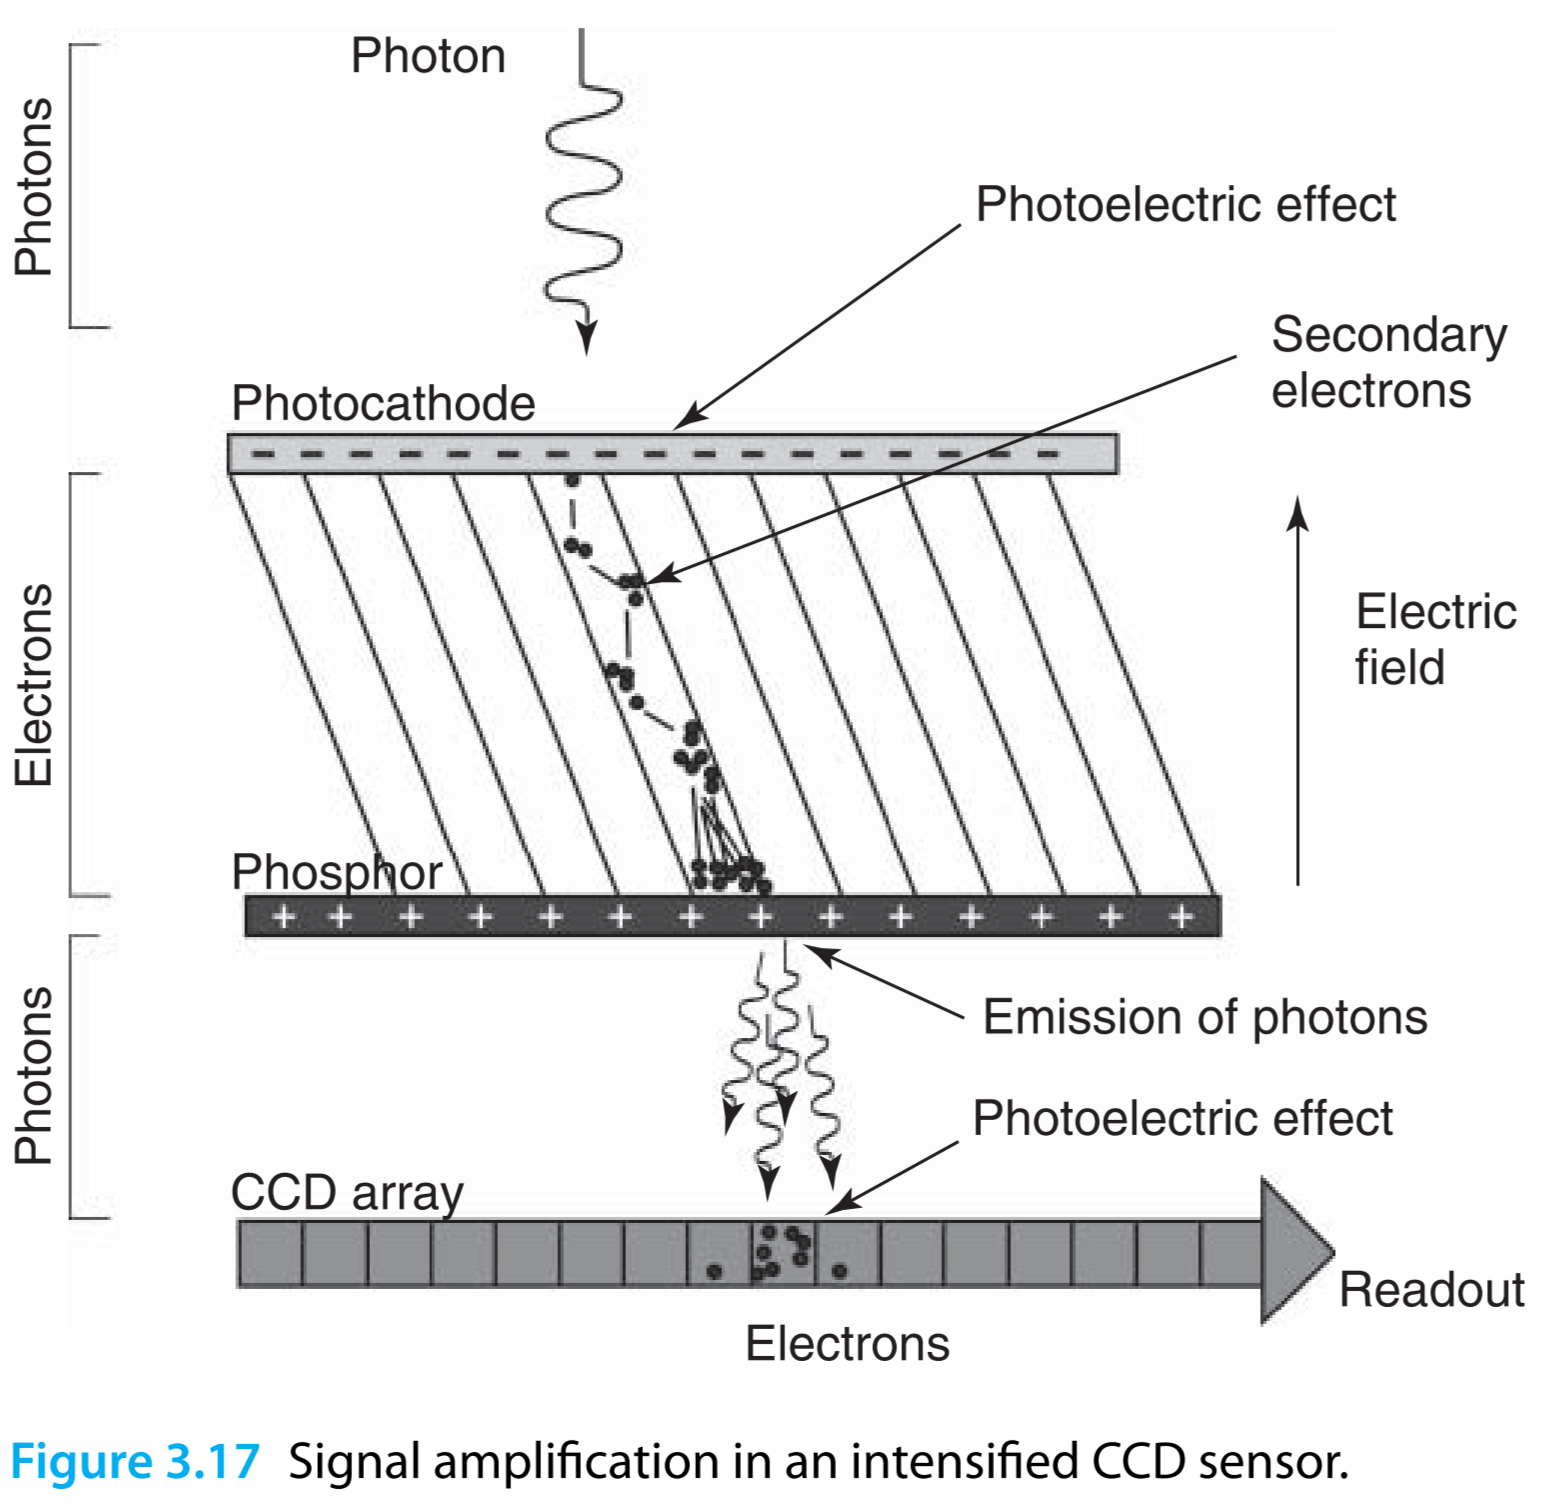 Photon
Photons
Photoelectric effect
Secondary
electrons
Photocathode
Electrons
Electric
field
Phosphor
+ + + + + + + + + + + + + +
Emission of photons
Photons
Photoelectric effect
CCD array
Readout
Electrons
Figure 3.17 Signal amplification in an intensified CCD sensor.